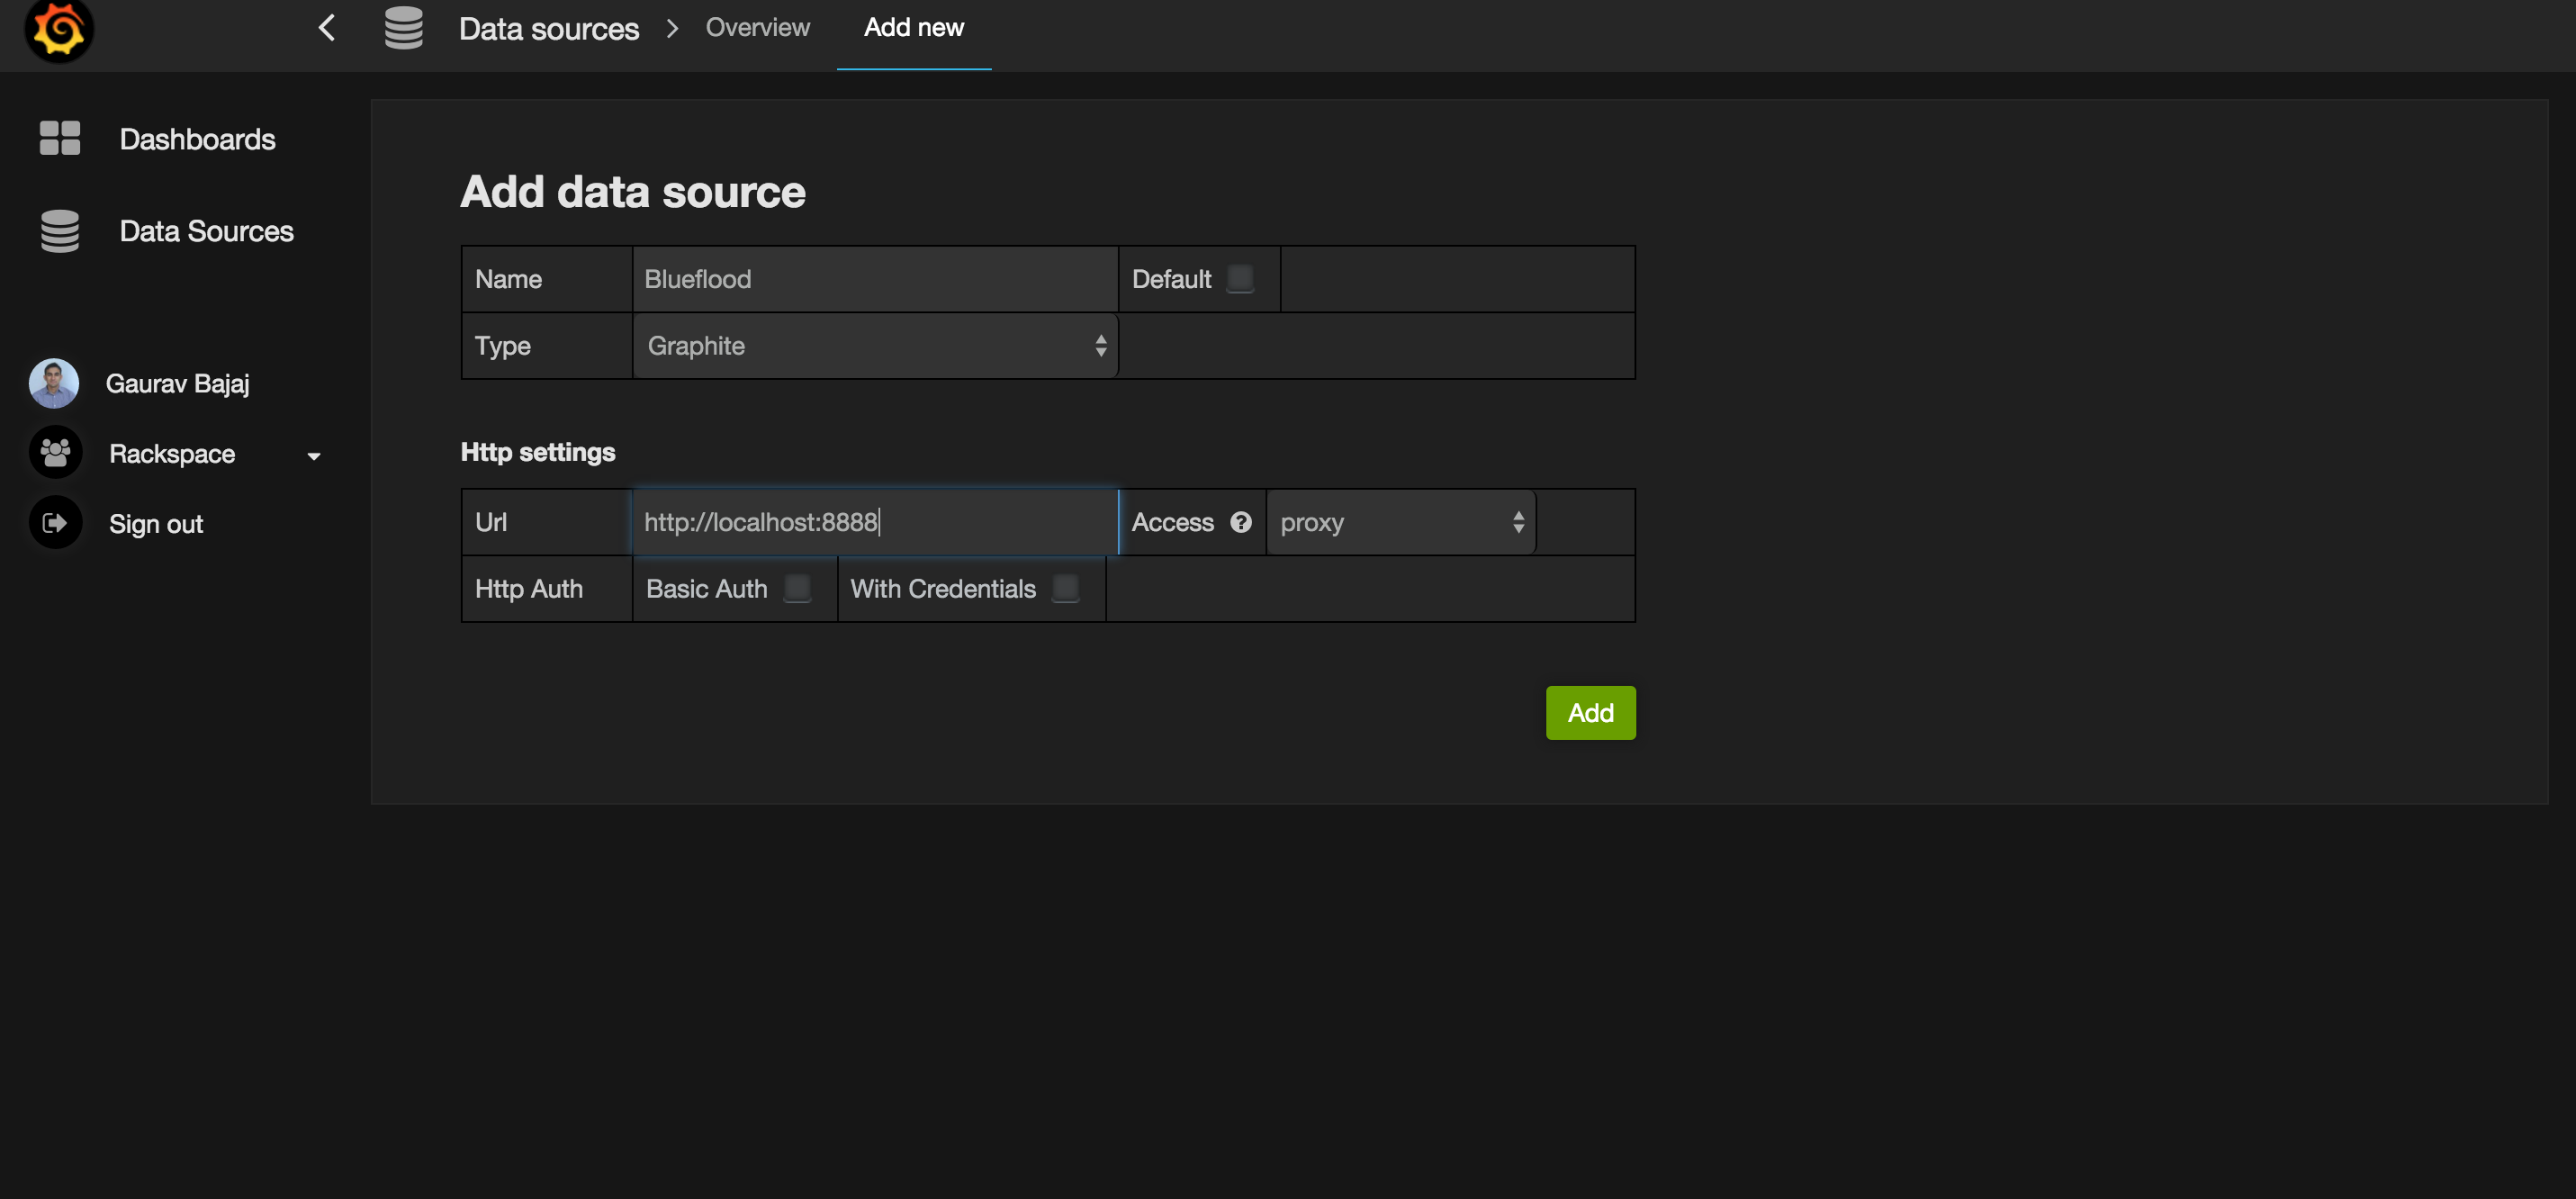 Data sources > Overview Add new
Dashboards
Data Sources
Gaurav Bajaj
Rackspace
Sign out
Add data source
Name Blueflood Default
Type Graphite
Http settings
Url http://localhost:8888 Access ? proxy
Http Auth Basic Auth With Credentials
Add